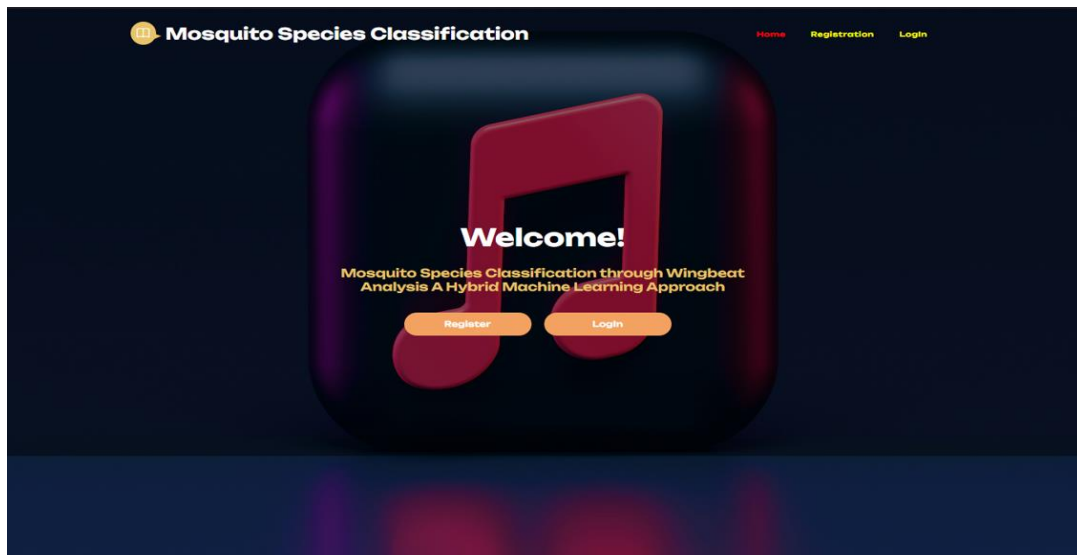 Mosquito Species Classification
Home Registration Login
Welcome!
Mosquito Species Classification through Wingbeat
Analysis A Hybrid Machine Learning Approach
Register Login